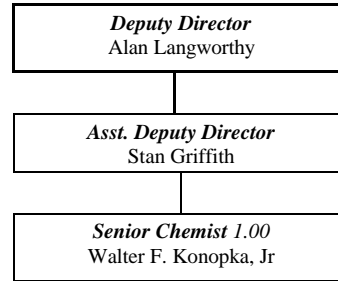 Deputy Director
Alan Langworthy
Asst. Deputy Director
Stan Griffith
Senior Chemist 1.00
Walter F. Konopka, Jr